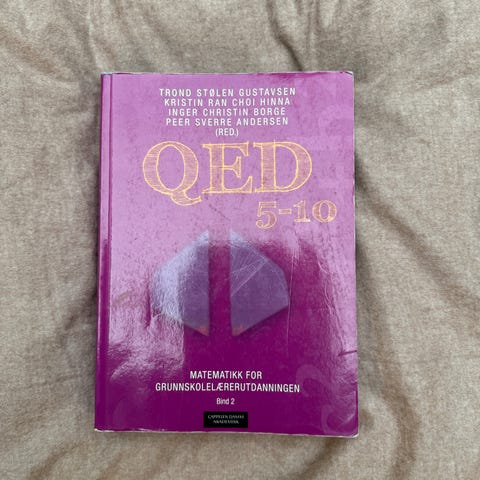 TROND STØLEN GUSTAVSEN
KRISTIN RAN CHOI HINNA
INGER CHRISTIN BORGE
PEER SVERRE ANDERSEN
(RED.)
QED
5-10
MATEMATIKK FOR
GRUNNSKOLELÆRERUTDANNINGEN
Bind 2
CAPPELEN DAMM
AKADEMISK